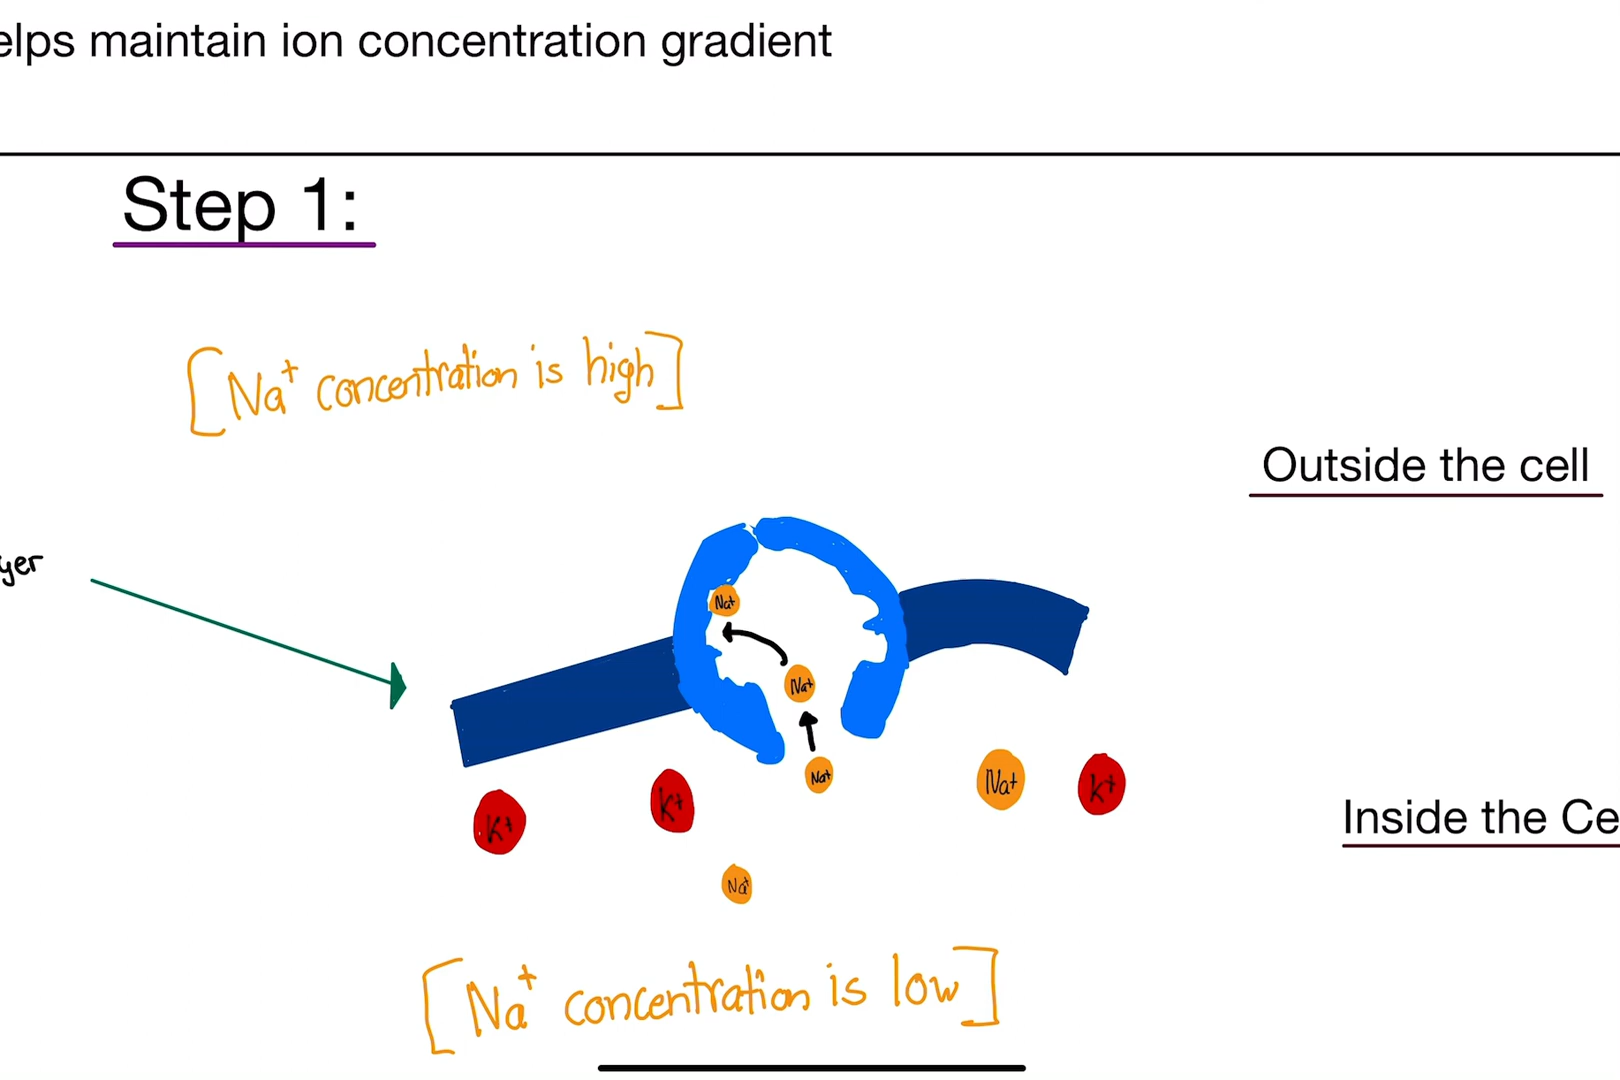 elps maintain ion concentration gradient
Step 1:
[Na+ concentration is high]
Outside the cell
yer
Na+
Na+
Na+
Na+
K+
K+
K+
Inside the Ce
Na+
[Na+ concentration is low]